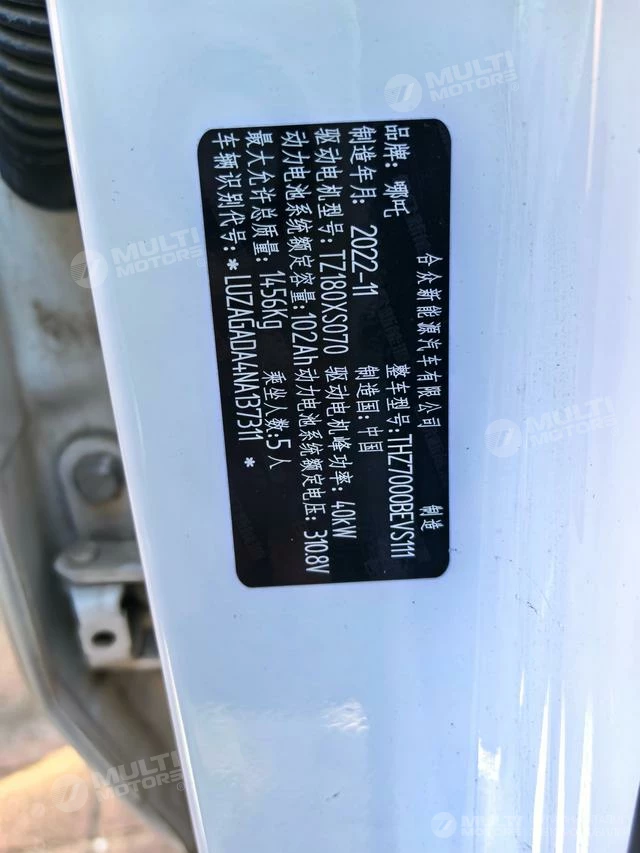 合众新能源汽车有限公司 制造
品牌: 哪吒 整车型号: THZ7000BEVS111
制造年月: 2022-11 制造国: 中国
驱动电机型号: TZ180XS070 驱动电机峰功率: 40kW
动力电池系统额定容量: 102Ah 动力电池系统额定电压: 310.8V
最大允许总质量: 1456Kg 乘坐人数: 5人
车辆识别代号: *LUZAGADA4NA137311*
MULTI MOTORS
MULTI MOTORS
MULTI MOTORS
MULTI MOTORS
MULTI MOTORS